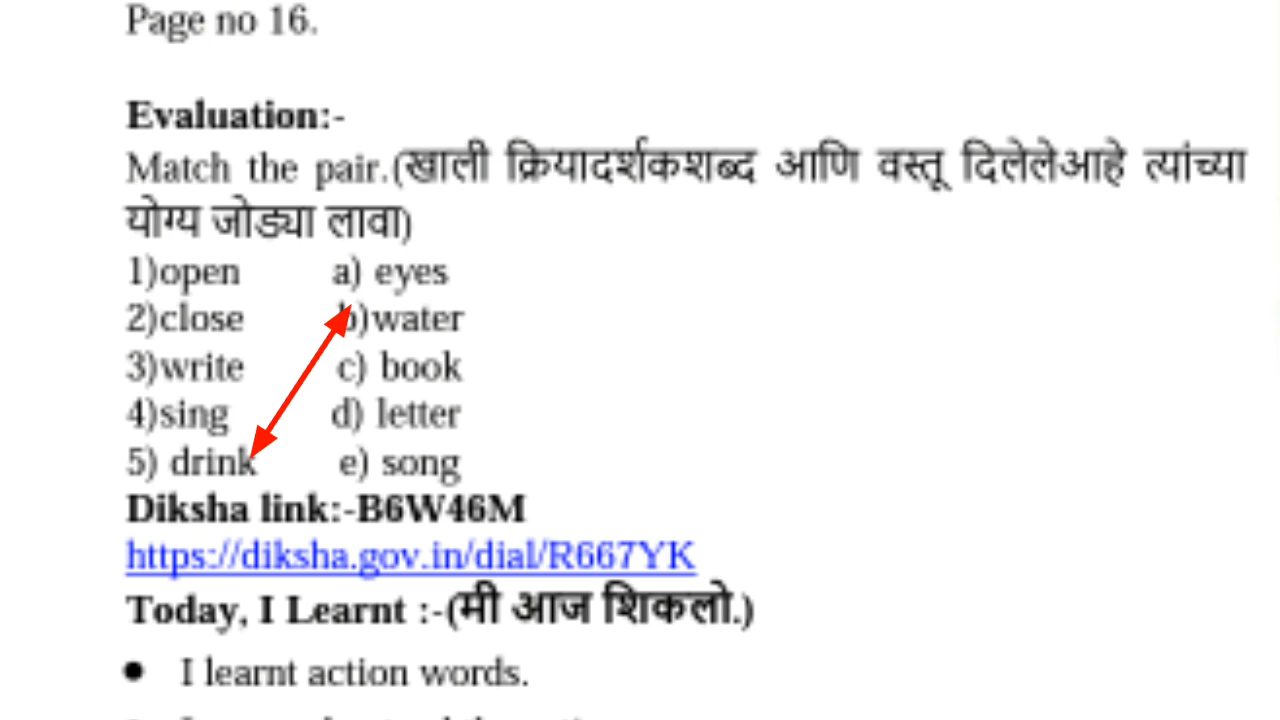 Page no 16.
Evaluation:-
Match the pair.(खाली क्रियादर्शकशब्द आणि वस्तू दिलेलेआहे त्यांच्या
योग्य जोड्या लावा)
1)open a) eyes
2)close b)water
3)write c) book
4)sing d) letter
5) drink e) song
Diksha link:-B6W46M
https://diksha.gov.in/dial/R667YK
Today, I Learnt :-(मी आज शिकलो.)
● I learnt action words.